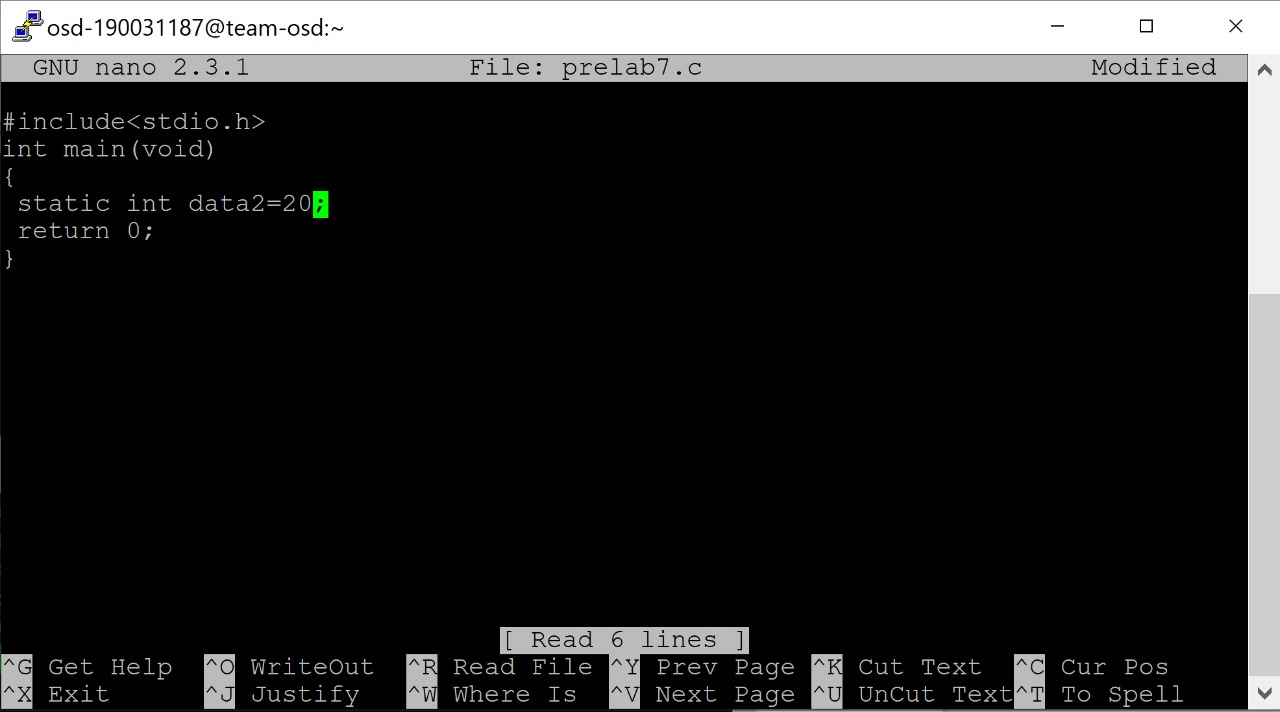 osd-190031187@team-osd:~
GNU nano 2.3.1 File: prelab7.c Modified
#include<stdio.h>
int main(void)
{
 static int data2=20;
 return 0;
}
[ Read 6 lines ]
^G Get Help ^O WriteOut ^R Read File ^Y Prev Page ^K Cut Text ^C Cur Pos
^X Exit ^J Justify ^W Where Is ^V Next Page ^U UnCut Text^T To Spell